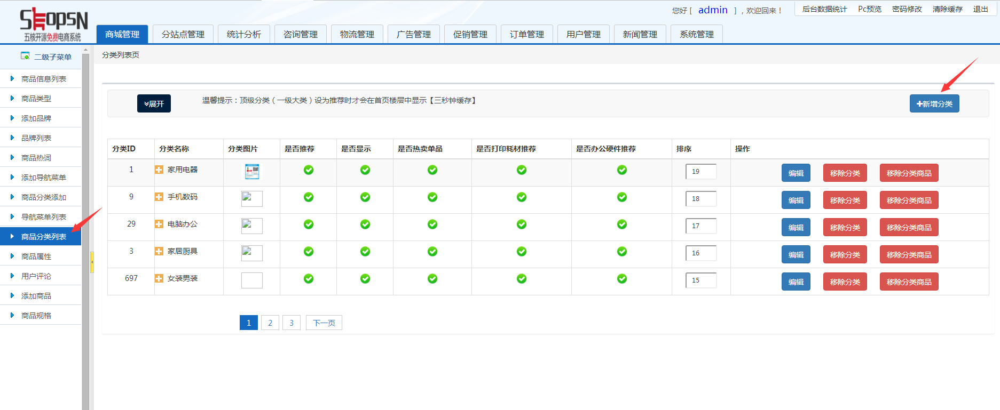 SHOPSN
五核开源免费电商系统
您好 [ admin ] ，欢迎回来！
后台数据统计 Pc预览 密码修改 清除缓存 退出
商城管理 分站点管理 统计分析 咨询管理 物流管理 广告管理 促销管理 订单管理 用户管理 新闻管理 系统管理
二级子菜单
商品信息列表
商品类型
添加品牌
品牌列表
商品热词
添加导航菜单
商品分类添加
导航菜单列表
商品分类列表
商品属性
用户评论
添加商品
商品规格
分类列表页
展开 温馨提示：顶级分类（一级大类）设为推荐时才会在首页楼层中显示【三秒钟缓存】 新增分类
分类ID 分类名称 分类图片 是否推荐 是否显示 是否热卖单品 是否打印耗材推荐 是否办公硬件推荐 排序 操作
1 家用电器 19 编辑 移除分类 移除分类商品
9 手机数码 18 编辑 移除分类 移除分类商品
29 电脑办公 17 编辑 移除分类 移除分类商品
3 家居厨具 16 编辑 移除分类 移除分类商品
697 女装男装 15 编辑 移除分类 移除分类商品
1 2 3 下一页